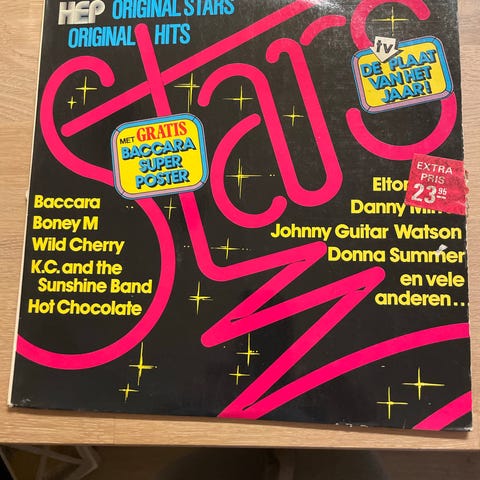 HEP ORIGINAL STARS
ORIGINAL HITS
Stars
tv
DE PLAAT
VAN HET
JAAR!
MET GRATIS
BACCARA
SUPER
POSTER
EXTRA
PRIS
23.95
Baccara
Boney M
Wild Cherry
K.C. and the
Sunshine Band
Hot Chocolate
Elton
Danny
Johnny Guitar Watson
Donna Summer
en vele
anderen...